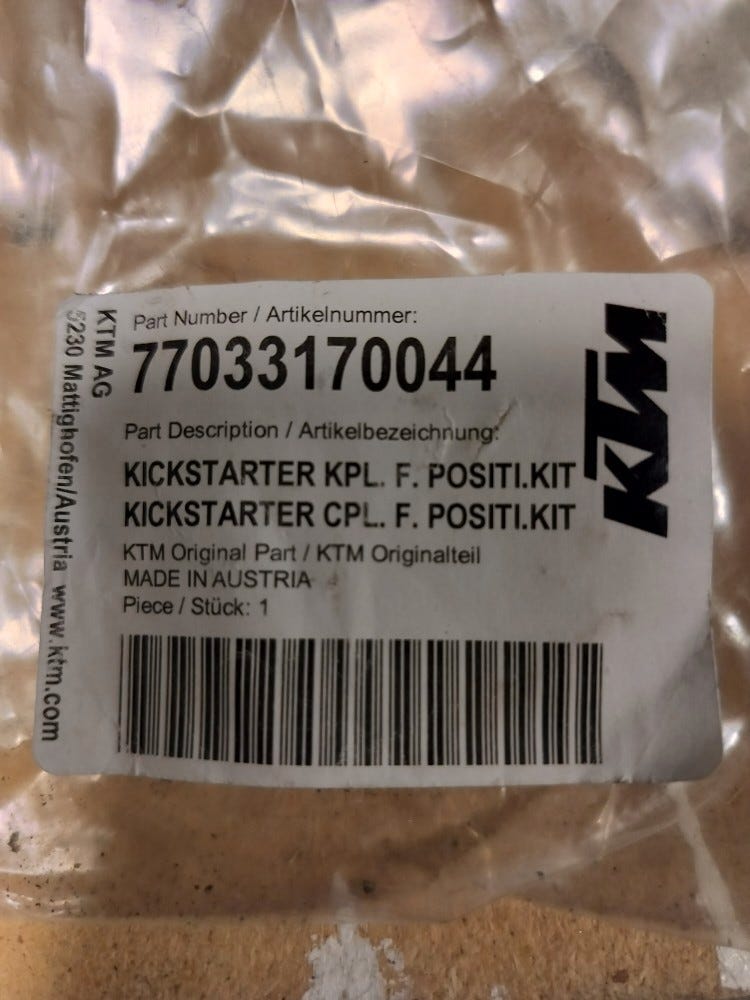 Part Number / Artikelnummer:
77033170044
Part Description / Artikelbezeichnung:
KICKSTARTER KPL. F. POSITI.KIT
KICKSTARTER CPL. F. POSITI.KIT
KTM Original Part / KTM Originalteil
MADE IN AUSTRIA
Piece / Stück: 1
KTM AG
5230 Mattighofen/Austria www.ktm.com
KTM